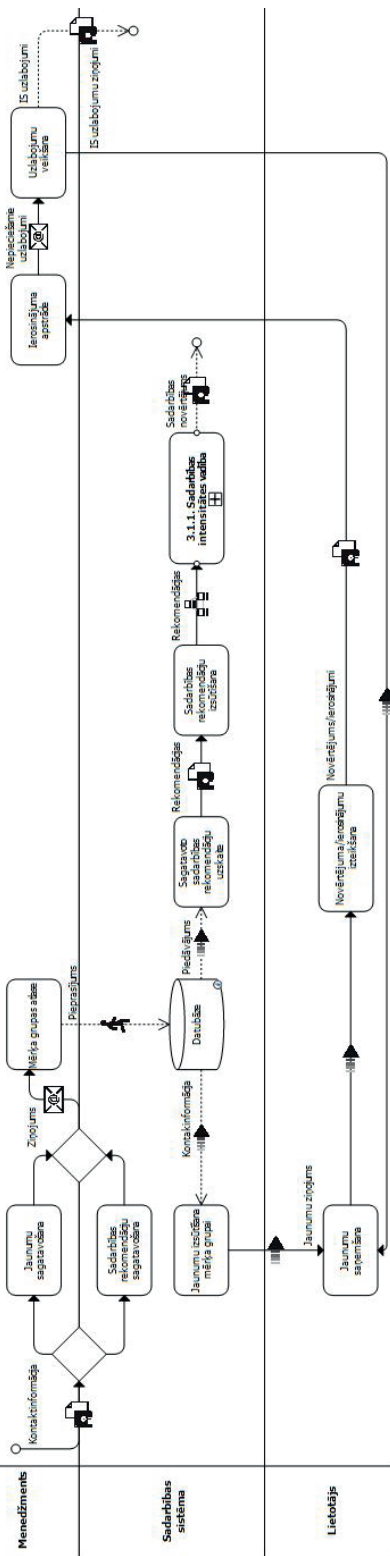 Menedžments
Kontaktinformācija
Jaunumu
sagatavošana
Ziņojums
Mērķa grupas atlase
Pieprasījums
Ierosinājuma
apstrāde
Nepieciešamie
uzlabojumi
Uzlabojumu
veikšana
IS uzlabojumi
IS uzlabojumu ziņojumi
Sadarbības
sistēma
Sadarbības
rekomendāciju
sagatavošana
Jaunumu izsūtīšana
mērķa grupai
Kontakinformācija
Datubāze
Piedāvājums
Sagatavoto
sadarbības
rekomendāciju
uzskaite
Rekomendācijas
Sadarbības
rekomendāciju
izsūtīšana
Rekomendācijas
3.1.1. Sadarbības
intensitātes vadība
Sadarbības
novērtējums
Lietotājs
Jaunumu ziņojums
Jaunumu
saņemšana
Novērtējuma/ierosinājumu
izteikšana
Novērtējums/ierosinājumi